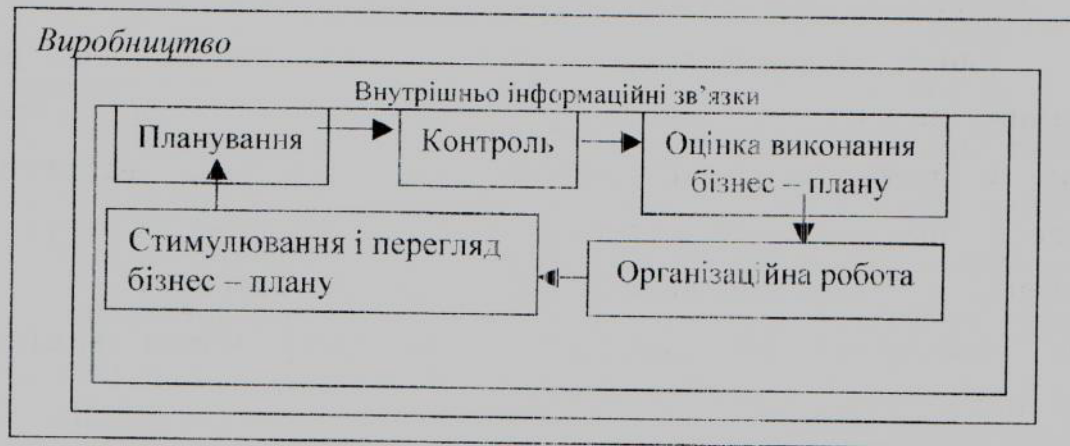 Виробництво
Внутрішньо інформаційні зв’язки
Планування
Контроль
Оцінка виконання
бізнес – плану
Стимулювання і перегляд
бізнес – плану
Організаційна робота